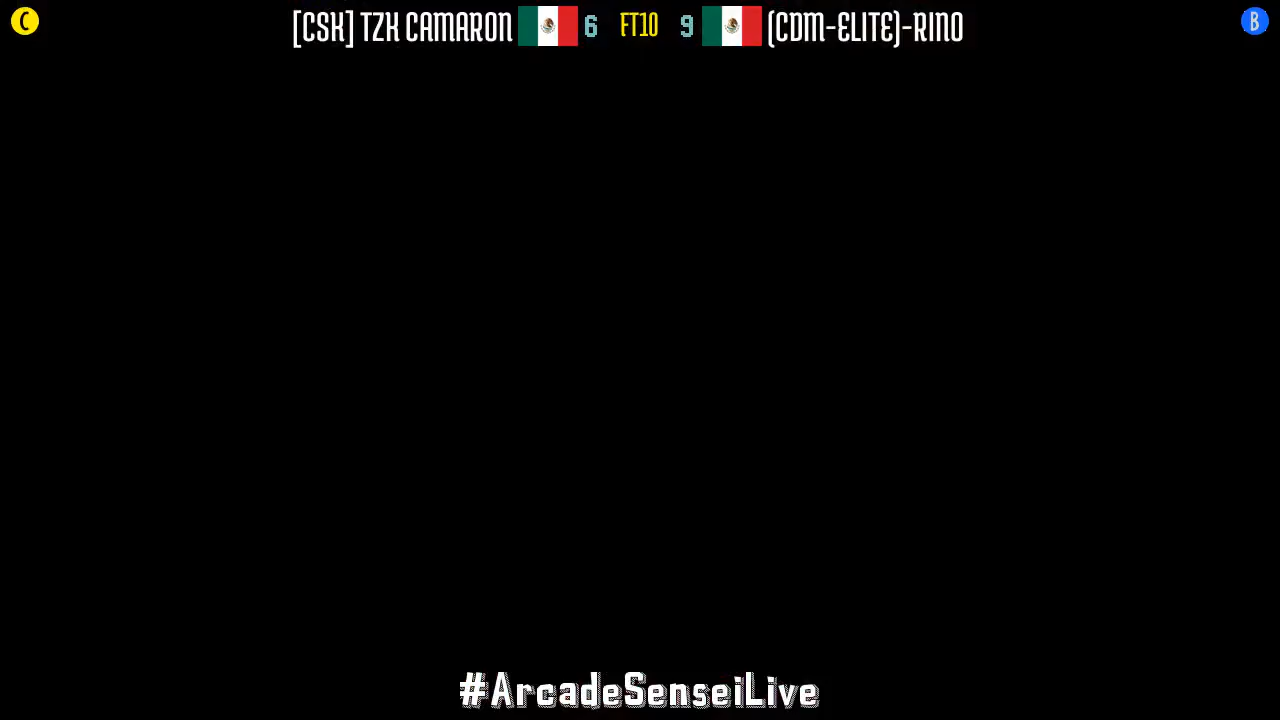 C [CSK] TZK CAMARON 6 FT10 9 (CDM-ELITE)-RINO B
#ArcadeSenseiLive